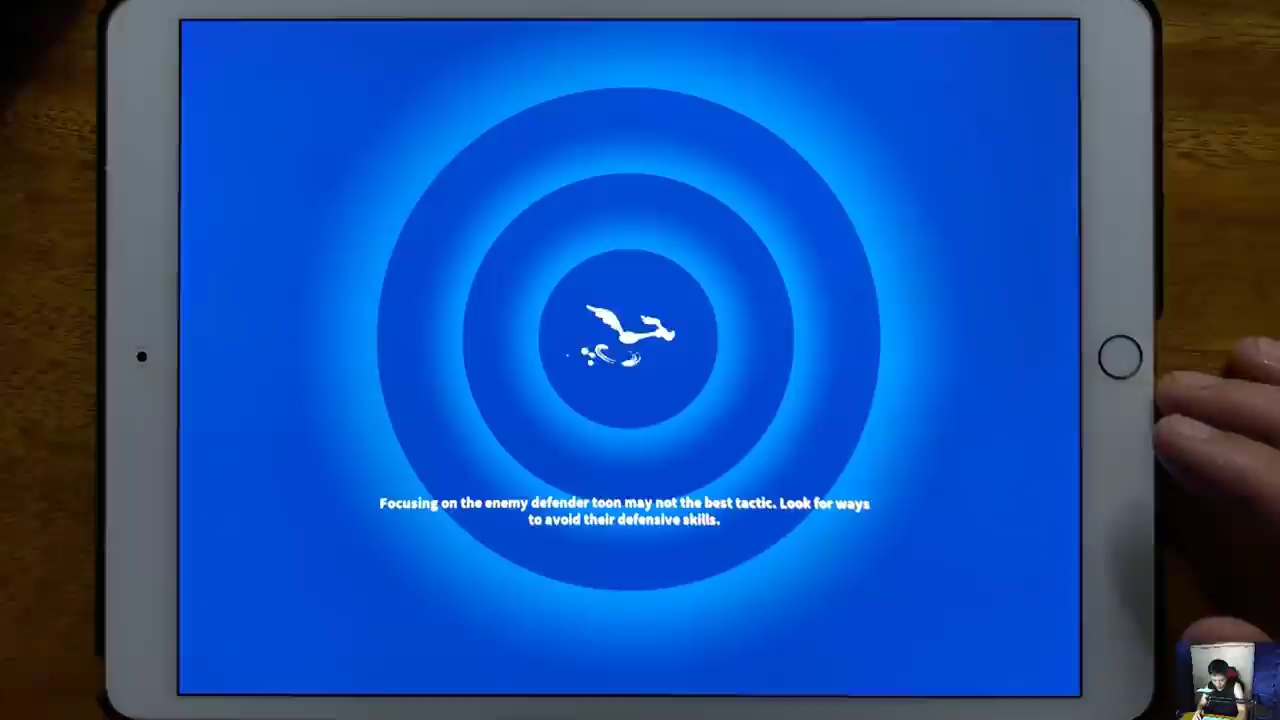 Focusing on the enemy defender toon may not the best tactic. Look for ways
to avoid their defensive skills.